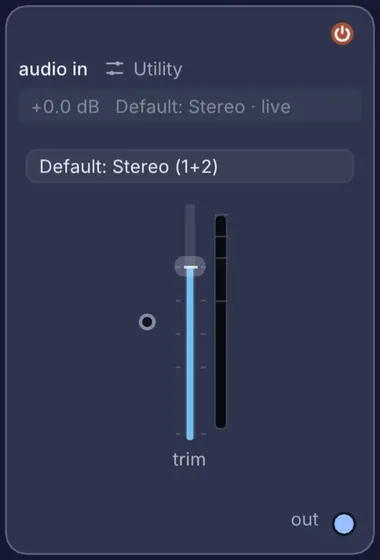 audio in Utility
+0.0 dB Default: Stereo · live
Default: Stereo (1+2)
trim
out